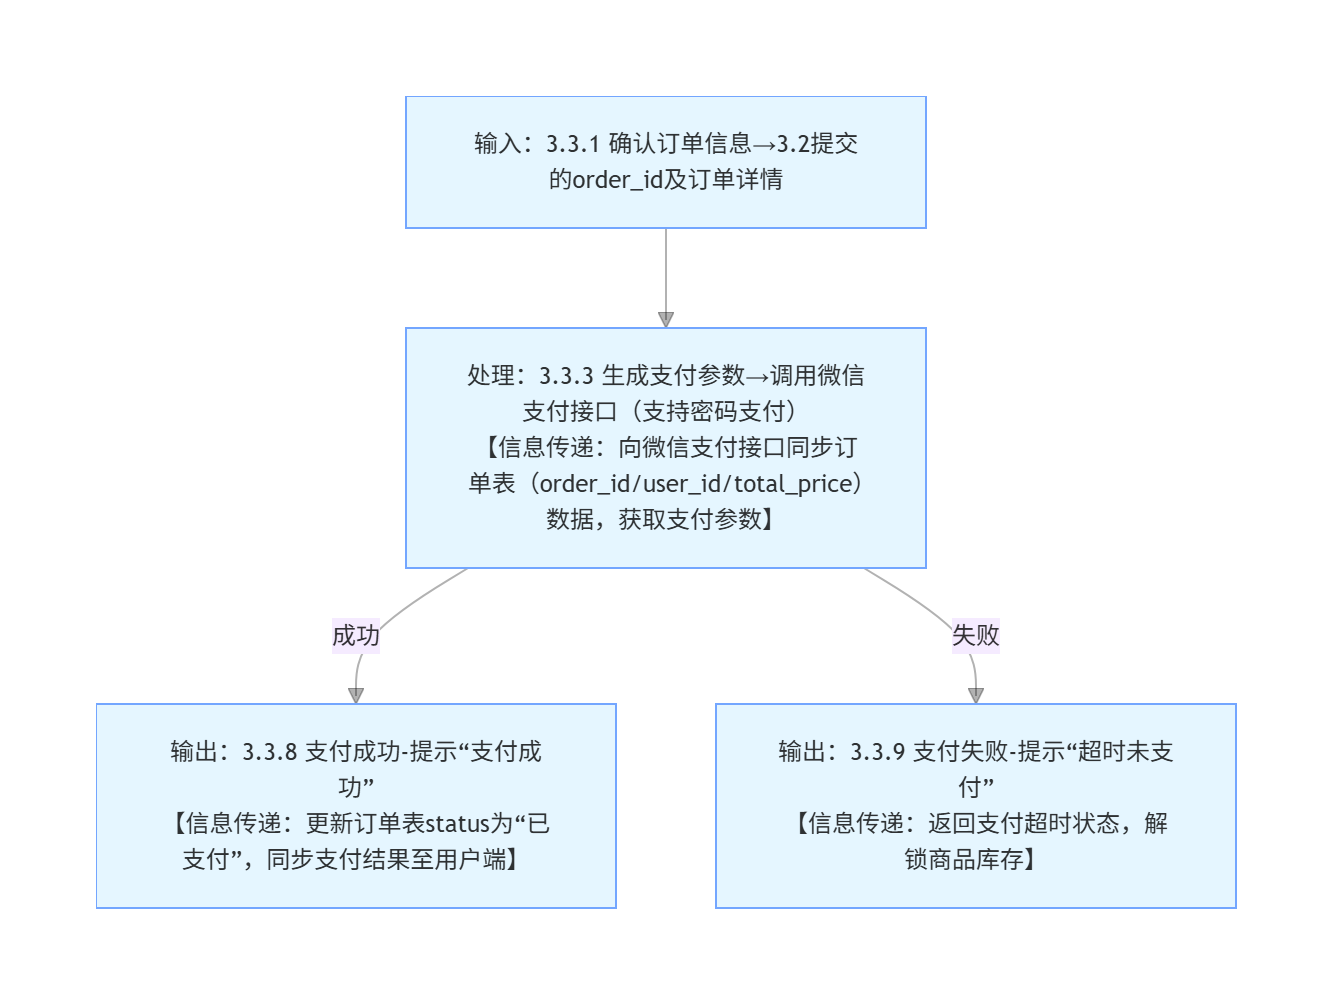 输入：3.3.1 确认订单信息→3.2提交
的order_id及订单详情
处理：3.3.3 生成支付参数→调用微信
支付接口（支持密码支付）
【信息传递：向微信支付接口同步订
单表（order_id/user_id/total_price）
数据，获取支付参数】
成功
失败
输出：3.3.8 支付成功-提示“支付成
功”
【信息传递：更新订单表status为“已
支付”，同步支付结果至用户端】
输出：3.3.9 支付失败-提示“超时未支
付”
【信息传递：返回支付超时状态，解
锁商品库存】